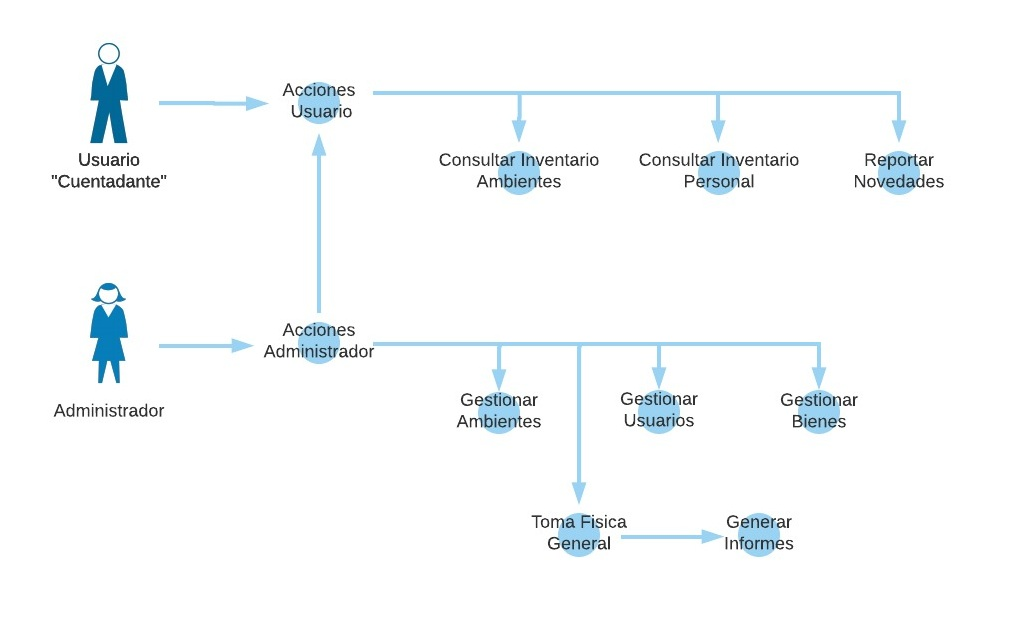 Acciones
Usuario
Usuario
"Cuentadante"
Consultar Inventario
Ambientes
Consultar Inventario
Personal
Reportar
Novedades
Acciones
Administrador
Administrador
Gestionar
Ambientes
Gestionar
Usuarios
Gestionar
Bienes
Toma Fisica
General
Generar
Informes